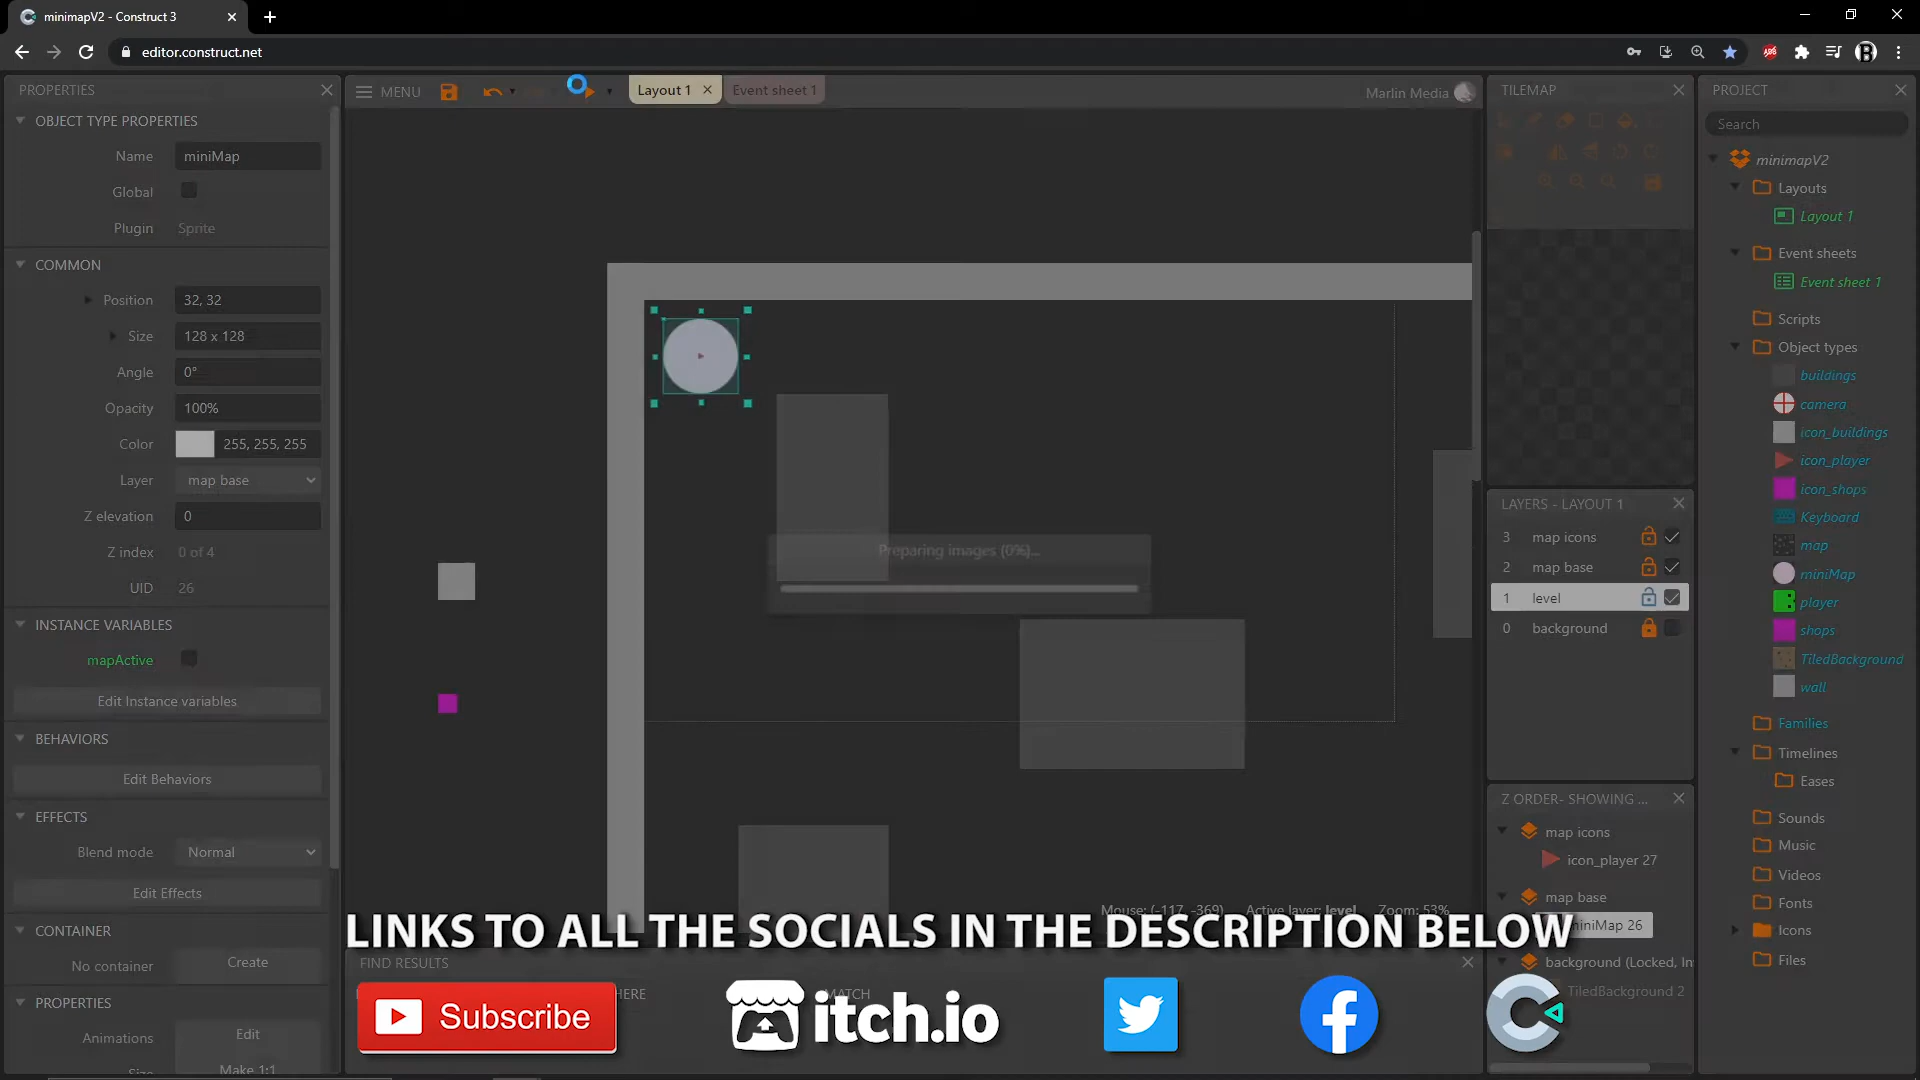 minimapV2 - Construct 3
editor.construct.net
PROPERTIES
OBJECT TYPE PROPERTIES
Name miniMap
Global
Plugin Sprite
COMMON
Position 32, 32
Size 128 x 128
Angle 0°
Opacity 100%
Color 255, 255, 255
Layer map base
Z elevation 0
Z index 0 of 4
UID 26
INSTANCE VARIABLES
mapActive
Edit Instance variables
BEHAVIORS
Edit Behaviors
EFFECTS
Blend mode Normal
Edit Effects
CONTAINER
No container Create
PROPERTIES
Animations Edit
Size Make 1:1
MENU
Layout 1
Event sheet 1
Marlin Media
Preparing images (0%)...
Mouse: (-117, -369) Active layer: level Zoom: 53%
FIND RESULTS
HERE
MATCH
TILEMAP
LAYERS - LAYOUT 1
3 map icons
2 map base
1 level
0 background
Z ORDER- SHOWING ...
map icons
icon_player 27
map base
miniMap 26
background (Locked, In
TiledBackground 2
PROJECT
Search
minimapV2
Layouts
Layout 1
Event sheets
Event sheet 1
Scripts
Object types
buildings
camera
icon_buildings
icon_player
icon_shops
Keyboard
map
miniMap
player
shops
TiledBackground
wall
Families
Timelines
Eases
Sounds
Music
Videos
Fonts
Icons
Files
LINKS TO ALL THE SOCIALS IN THE DESCRIPTION BELOW
Subscribe
itch.io